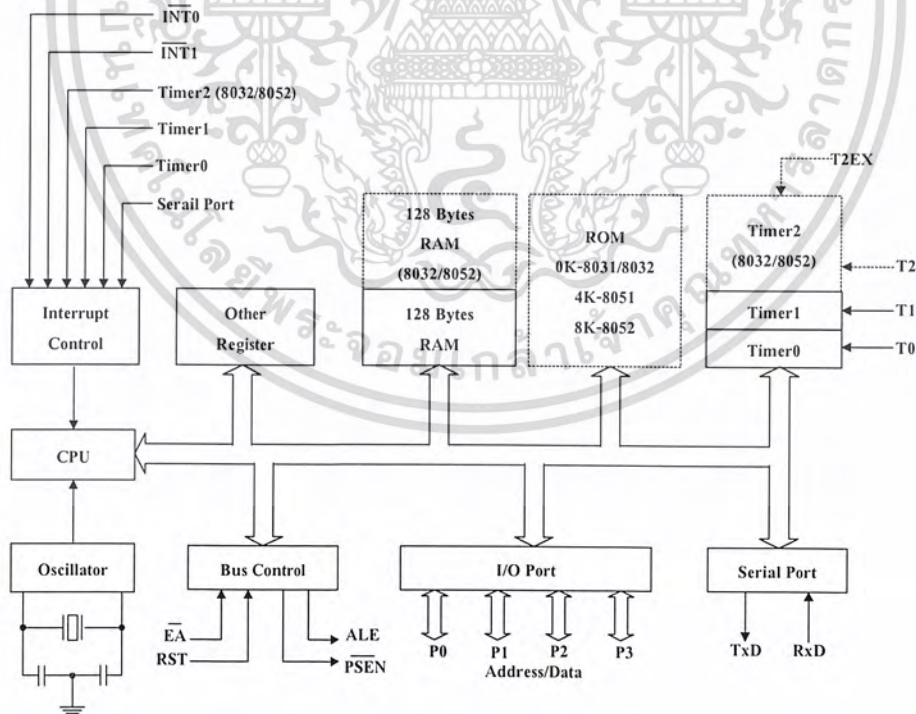 INT0
INT1
Timer2 (8032/8052)
Timer1
Timer0
Serail Port
T2EX
128 Bytes
RAM
(8032/8052)
128 Bytes
RAM
ROM
0K-8031/8032
4K-8051
8K-8052
Timer2
(8032/8052)
Timer1
Timer0
T2
T1
T0
Interrupt
Control
Other
Register
CPU
Oscillator
Bus Control
I/O Port
Serial Port
EA
RST
ALE
PSEN
P0 P1 P2 P3
Address/Data
TxD RxD